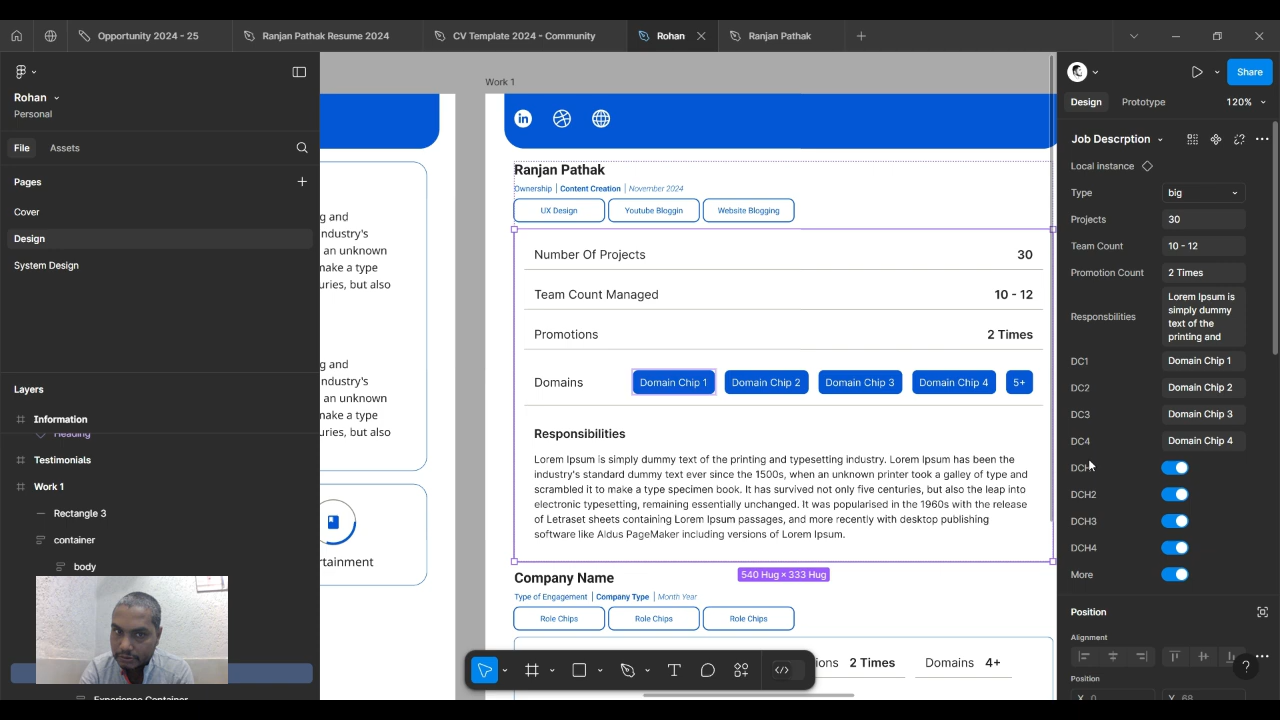 Opportunity 2024 - 25
Ranjan Pathak Resume 2024
CV Template 2024 - Community
Rohan
Ranjan Pathak
Rohan
Personal
File
Assets
Pages
Cover
Design
System Design
Layers
Information
Heading
Testimonials
Work 1
Rectangle 3
container
body
Experience Container
g and
ndustry's
an unknown
make a type
uries, but also
g and
ndustry's
an unknown
make a type
uries, but also
rtainment
Work 1
in
Ranjan Pathak
Ownership
Content Creation
November 2024
UX Design
Youtube Bloggin
Website Blogging
Number Of Projects
30
Team Count Managed
10 - 12
Promotions
2 Times
Domains
Domain Chip 1
Domain Chip 2
Domain Chip 3
Domain Chip 4
5+
Responsibilities
Lorem Ipsum is simply dummy text of the printing and typesetting industry. Lorem Ipsum has been the
industry's standard dummy text ever since the 1500s, when an unknown printer took a galley of type and
scrambled it to make a type specimen book. It has survived not only five centuries, but also the leap into
electronic typesetting, remaining essentially unchanged. It was popularised in the 1960s with the release
of Letraset sheets containing Lorem Ipsum passages, and more recently with desktop publishing
software like Aldus PageMaker including versions of Lorem Ipsum.
540 Hug × 333 Hug
Company Name
Type of Engagement
Company Type
Month Year
Role Chips
Role Chips
Role Chips
ions
2 Times
Domains
4+
Share
Design
Prototype
120%
Job Descrption
Local instance
Type
big
Projects
30
Team Count
10 - 12
Promotion Count
2 Times
Responsbilities
Lorem Ipsum is
simply dummy
text of the
printing and
DC1
Domain Chip 1
DC2
Domain Chip 2
DC3
Domain Chip 3
DC4
Domain Chip 4
DCH2
DCH3
DCH4
More
Position
Alignment
Position
X 0
Y 68
?